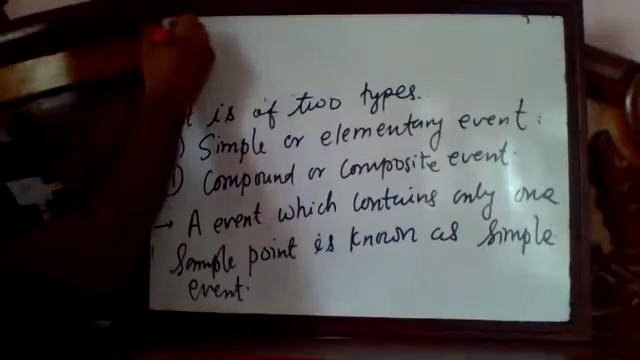 is of two types.
Simple or elementary event:
Compound or composite event.
→ A event which contains only one
Sample point is known as simple
event.